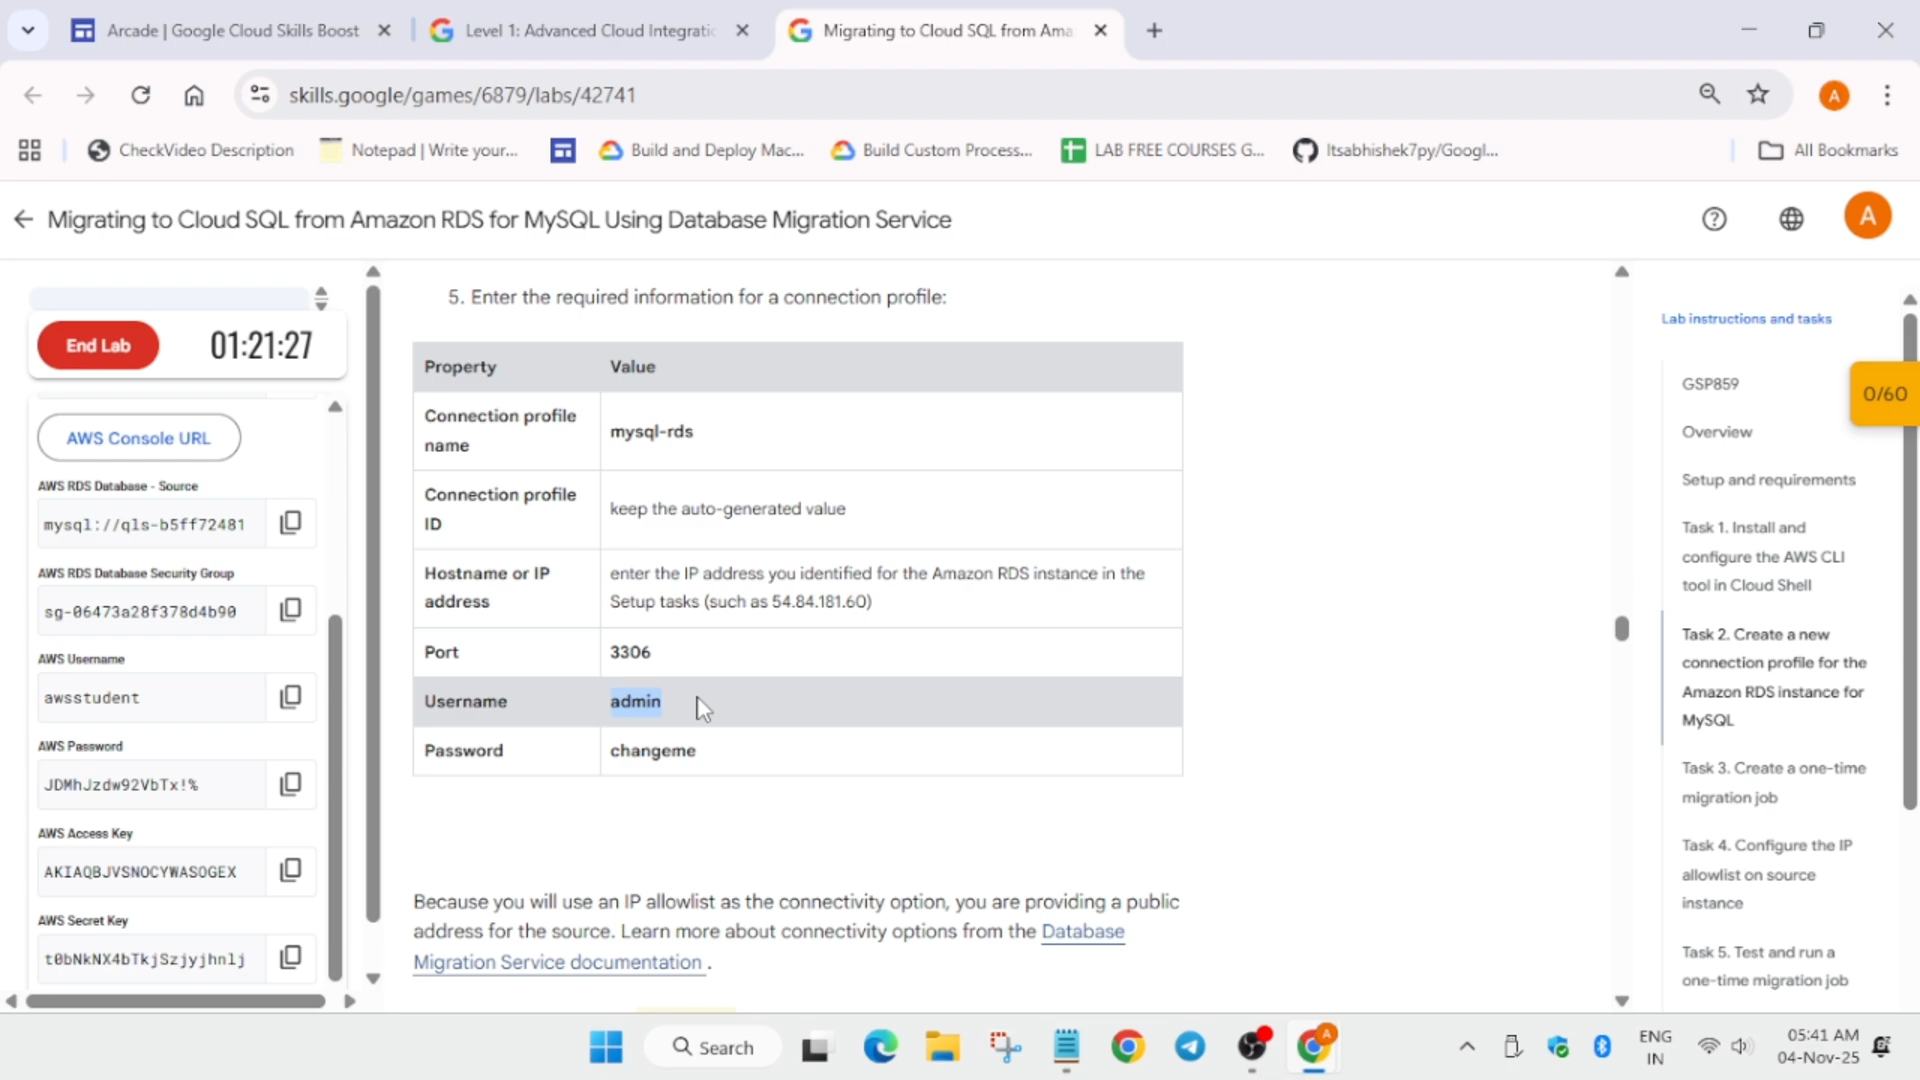 Arcade | Google Cloud Skills Boost
Level 1: Advanced Cloud Integratic
Migrating to Cloud SQL from Ama
skills.google/games/6879/labs/42741
A
CheckVideo Description
Notepad | Write your...
Build and Deploy Mac...
Build Custom Process...
LAB FREE COURSES G...
Itsabhishek7py/Googl...
All Bookmarks
Migrating to Cloud SQL from Amazon RDS for MySQL Using Database Migration Service
A
End Lab
01:21:27
AWS Console URL
AWS RDS Database - Source
mysql://qls-b5ff72481
AWS RDS Database Security Group
sg-06473a28f378d4b90
AWS Username
awsstudent
AWS Password
JDMhJzdw92VbTx!%
AWS Access Key
AKIAQBJVSNOCYWASOGEX
AWS Secret Key
t0bNkNX4bTkjSzjyjhnlj
5. Enter the required information for a connection profile:
Property Value
Connection profile name
mysql-rds
Connection profile ID
keep the auto-generated value
Hostname or IP address
enter the IP address you identified for the Amazon RDS instance in the
Setup tasks (such as 54.84.181.60)
Port 3306
Username admin
Password changeme
Because you will use an IP allowlist as the connectivity option, you are providing a public
address for the source. Learn more about connectivity options from the Database
Migration Service documentation .
Lab instructions and tasks
GSP859
0/60
Overview
Setup and requirements
Task 1. Install and
configure the AWS CLI
tool in Cloud Shell
Task 2. Create a new
connection profile for the
Amazon RDS instance for
MySQL
Task 3. Create a one-time
migration job
Task 4. Configure the IP
allowlist on source
instance
Task 5. Test and run a
one-time migration job
Search
A
ENG
IN
05:41 AM
04-Nov-25